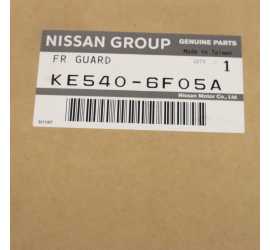 NISSAN GROUP GENUINE PARTS
Made in Taiwan
FR GUARD 1
KE540-6F05A
Nissan Motor Co., Ltd.